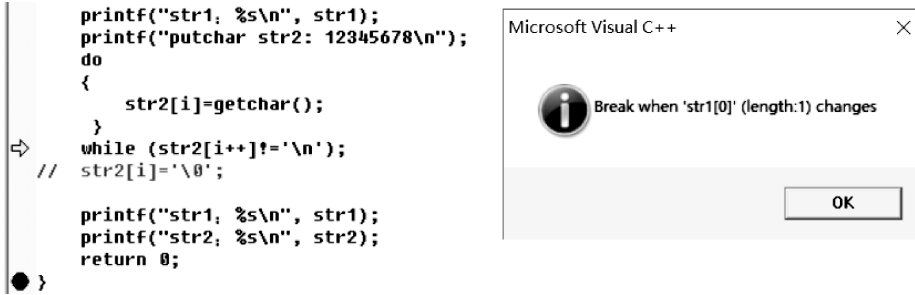 printf("str1: %s\n", str1);
printf("putchar str2: 12345678\n");
do
{
str2[i]=getchar();
}
while (str2[i++]!='\n');
// str2[i]='\0';
printf("str1: %s\n", str1);
printf("str2: %s\n", str2);
return 0;
}
Microsoft Visual C++
Break when 'str1[0]' (length:1) changes
OK